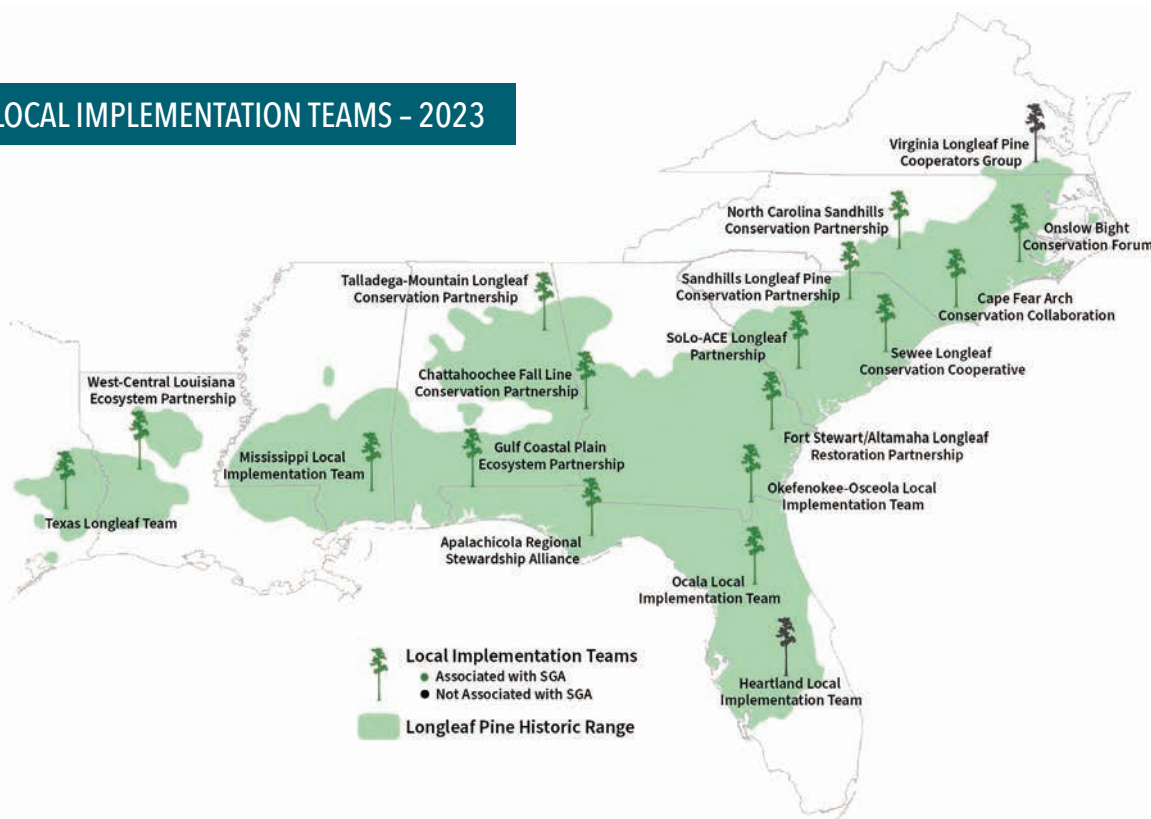 LOCAL IMPLEMENTATION TEAMS – 2023
Virginia Longleaf Pine
Cooperators Group
North Carolina Sandhills
Conservation Partnership
Onslow Bight
Conservation Forum
Talladega-Mountain Longleaf
Conservation Partnership
Sandhills Longleaf Pine
Conservation Partnership
Cape Fear Arch
Conservation Collaboration
SoLo-ACE Longleaf
Partnership
Sewee Longleaf
Conservation Cooperative
Chattahoochee Fall Line
Conservation Partnership
West-Central Louisiana
Ecosystem Partnership
Fort Stewart/Altamaha Longleaf
Restoration Partnership
Gulf Coastal Plain
Ecosystem Partnership
Mississippi Local
Implementation Team
Okefenokee-Osceola Local
Implementation Team
Texas Longleaf Team
Apalachicola Regional
Stewardship Alliance
Ocala Local
Implementation Team
Heartland Local
Implementation Team
Local Implementation Teams
Associated with SGA
Not Associated with SGA
Longleaf Pine Historic Range